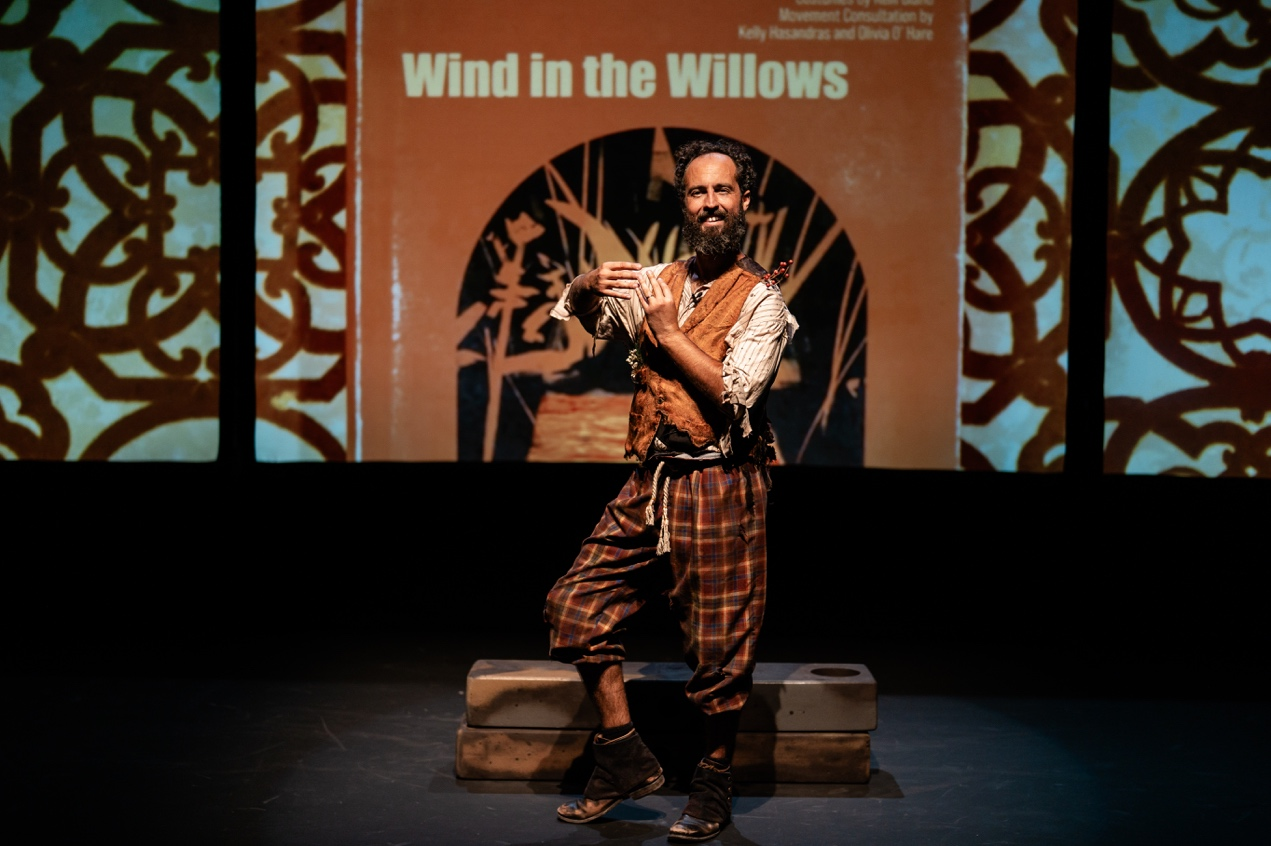 Movement Consultation by
Kelly Hasandras and Olivia O' Hare
Wind in the Willows